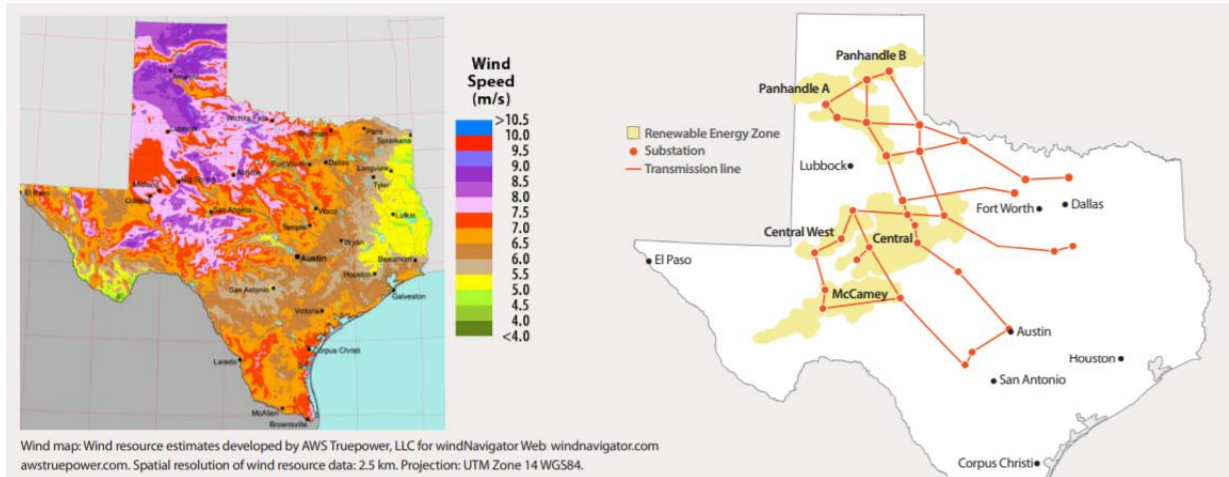 Wind
Speed
(m/s)
>10.5
10.0
9.5
9.0
8.5
8.0
7.5
7.0
6.5
6.0
5.5
5.0
4.5
4.0
<4.0
Amarillo
Lubbock
Wichita Falls
Sherman
Paris
Texarkana
Fort Worth
Dallas
Longview
Tyler
Abilene
Big Spring
Midland
Odessa
El Paso
San Angelo
Waco
Temple
Lufkin
Bryan
Austin
Beaumont
Houston
San Antonio
Galveston
Victoria
Corpus Christi
Laredo
McAllen
Brownsville
Panhandle B
Panhandle A
Renewable Energy Zone
Substation
Transmission line
Lubbock
Fort Worth
Dallas
Central West
Central
El Paso
McCamey
Austin
Houston
San Antonio
Corpus Christi
Wind map: Wind resource estimates developed by AWS Truepower, LLC for windNavigator Web windnavigator.com
awstruepower.com. Spatial resolution of wind resource data: 2.5 km. Projection: UTM Zone 14 WGS84.